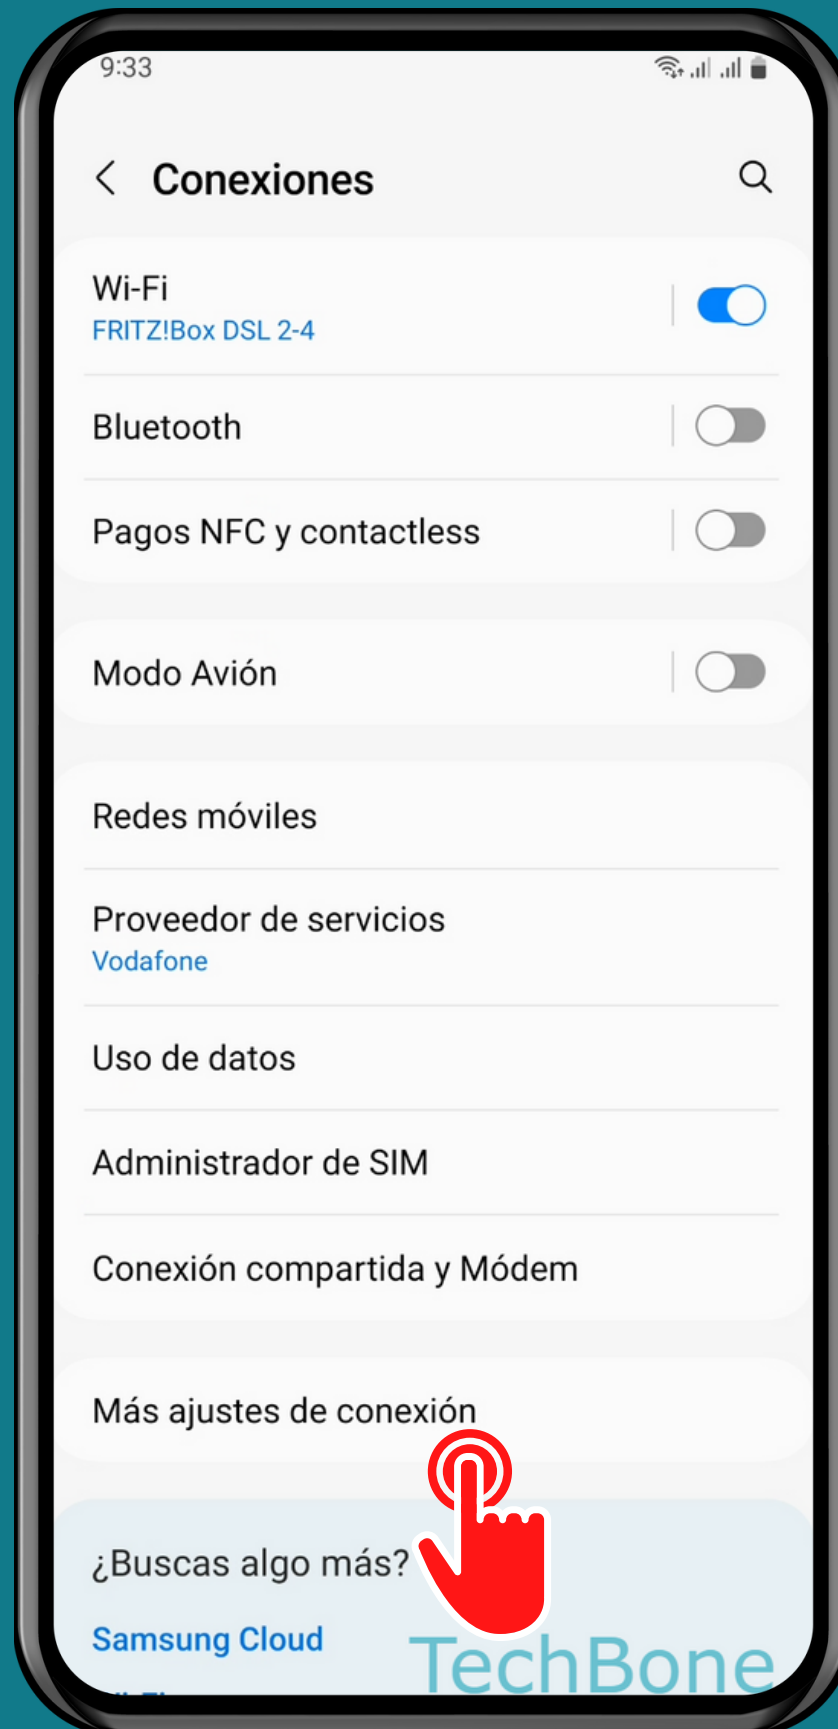 9:33
Conexiones
Wi-Fi
FRITZ!Box DSL 2-4
Bluetooth
Pagos NFC y contactless
Modo Avión
Redes móviles
Proveedor de servicios
Vodafone
Uso de datos
Administrador de SIM
Conexión compartida y Módem
Más ajustes de conexión
¿Buscas algo más?
Samsung Cloud
TechBone